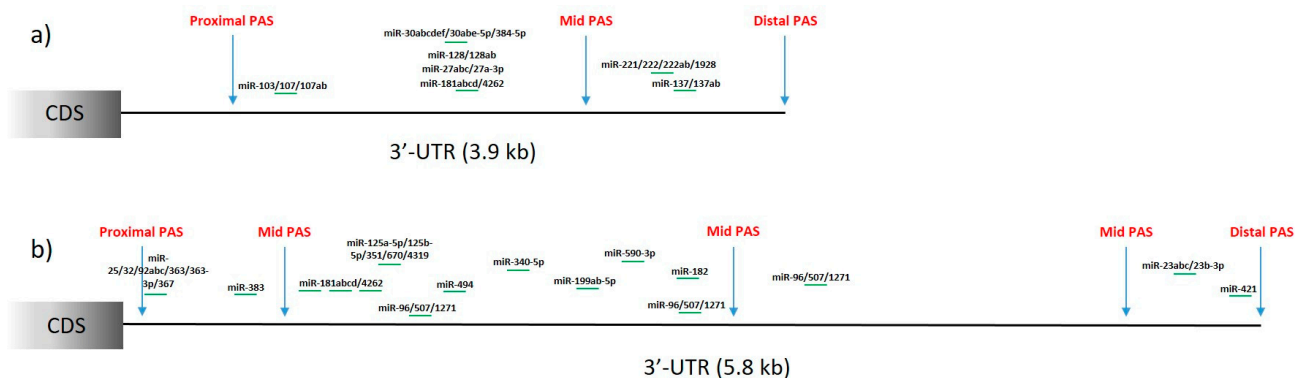 a)
Proximal PAS
Mid PAS
Distal PAS
miR-30abcdef/30abe-5p/384-5p
miR-128/128ab
miR-27abc/27a-3p
miR-181abcd/4262
miR-103/107/107ab
miR-221/222/222ab/1928
miR-137/137ab
CDS
3’-UTR (3.9 kb)
b)
Proximal PAS
Mid PAS
Mid PAS
Mid PAS
Distal PAS
miR-
25/32/92abc/363/363-
3p/367
miR-383
miR-181abcd/4262
miR-125a-5p/125b-
5p/351/670/4319
miR-96/507/1271
miR-494
miR-340-5p
miR-199ab-5p
miR-590-3p
miR-182
miR-96/507/1271
miR-96/507/1271
miR-23abc/23b-3p
miR-421
CDS
3’-UTR (5.8 kb)